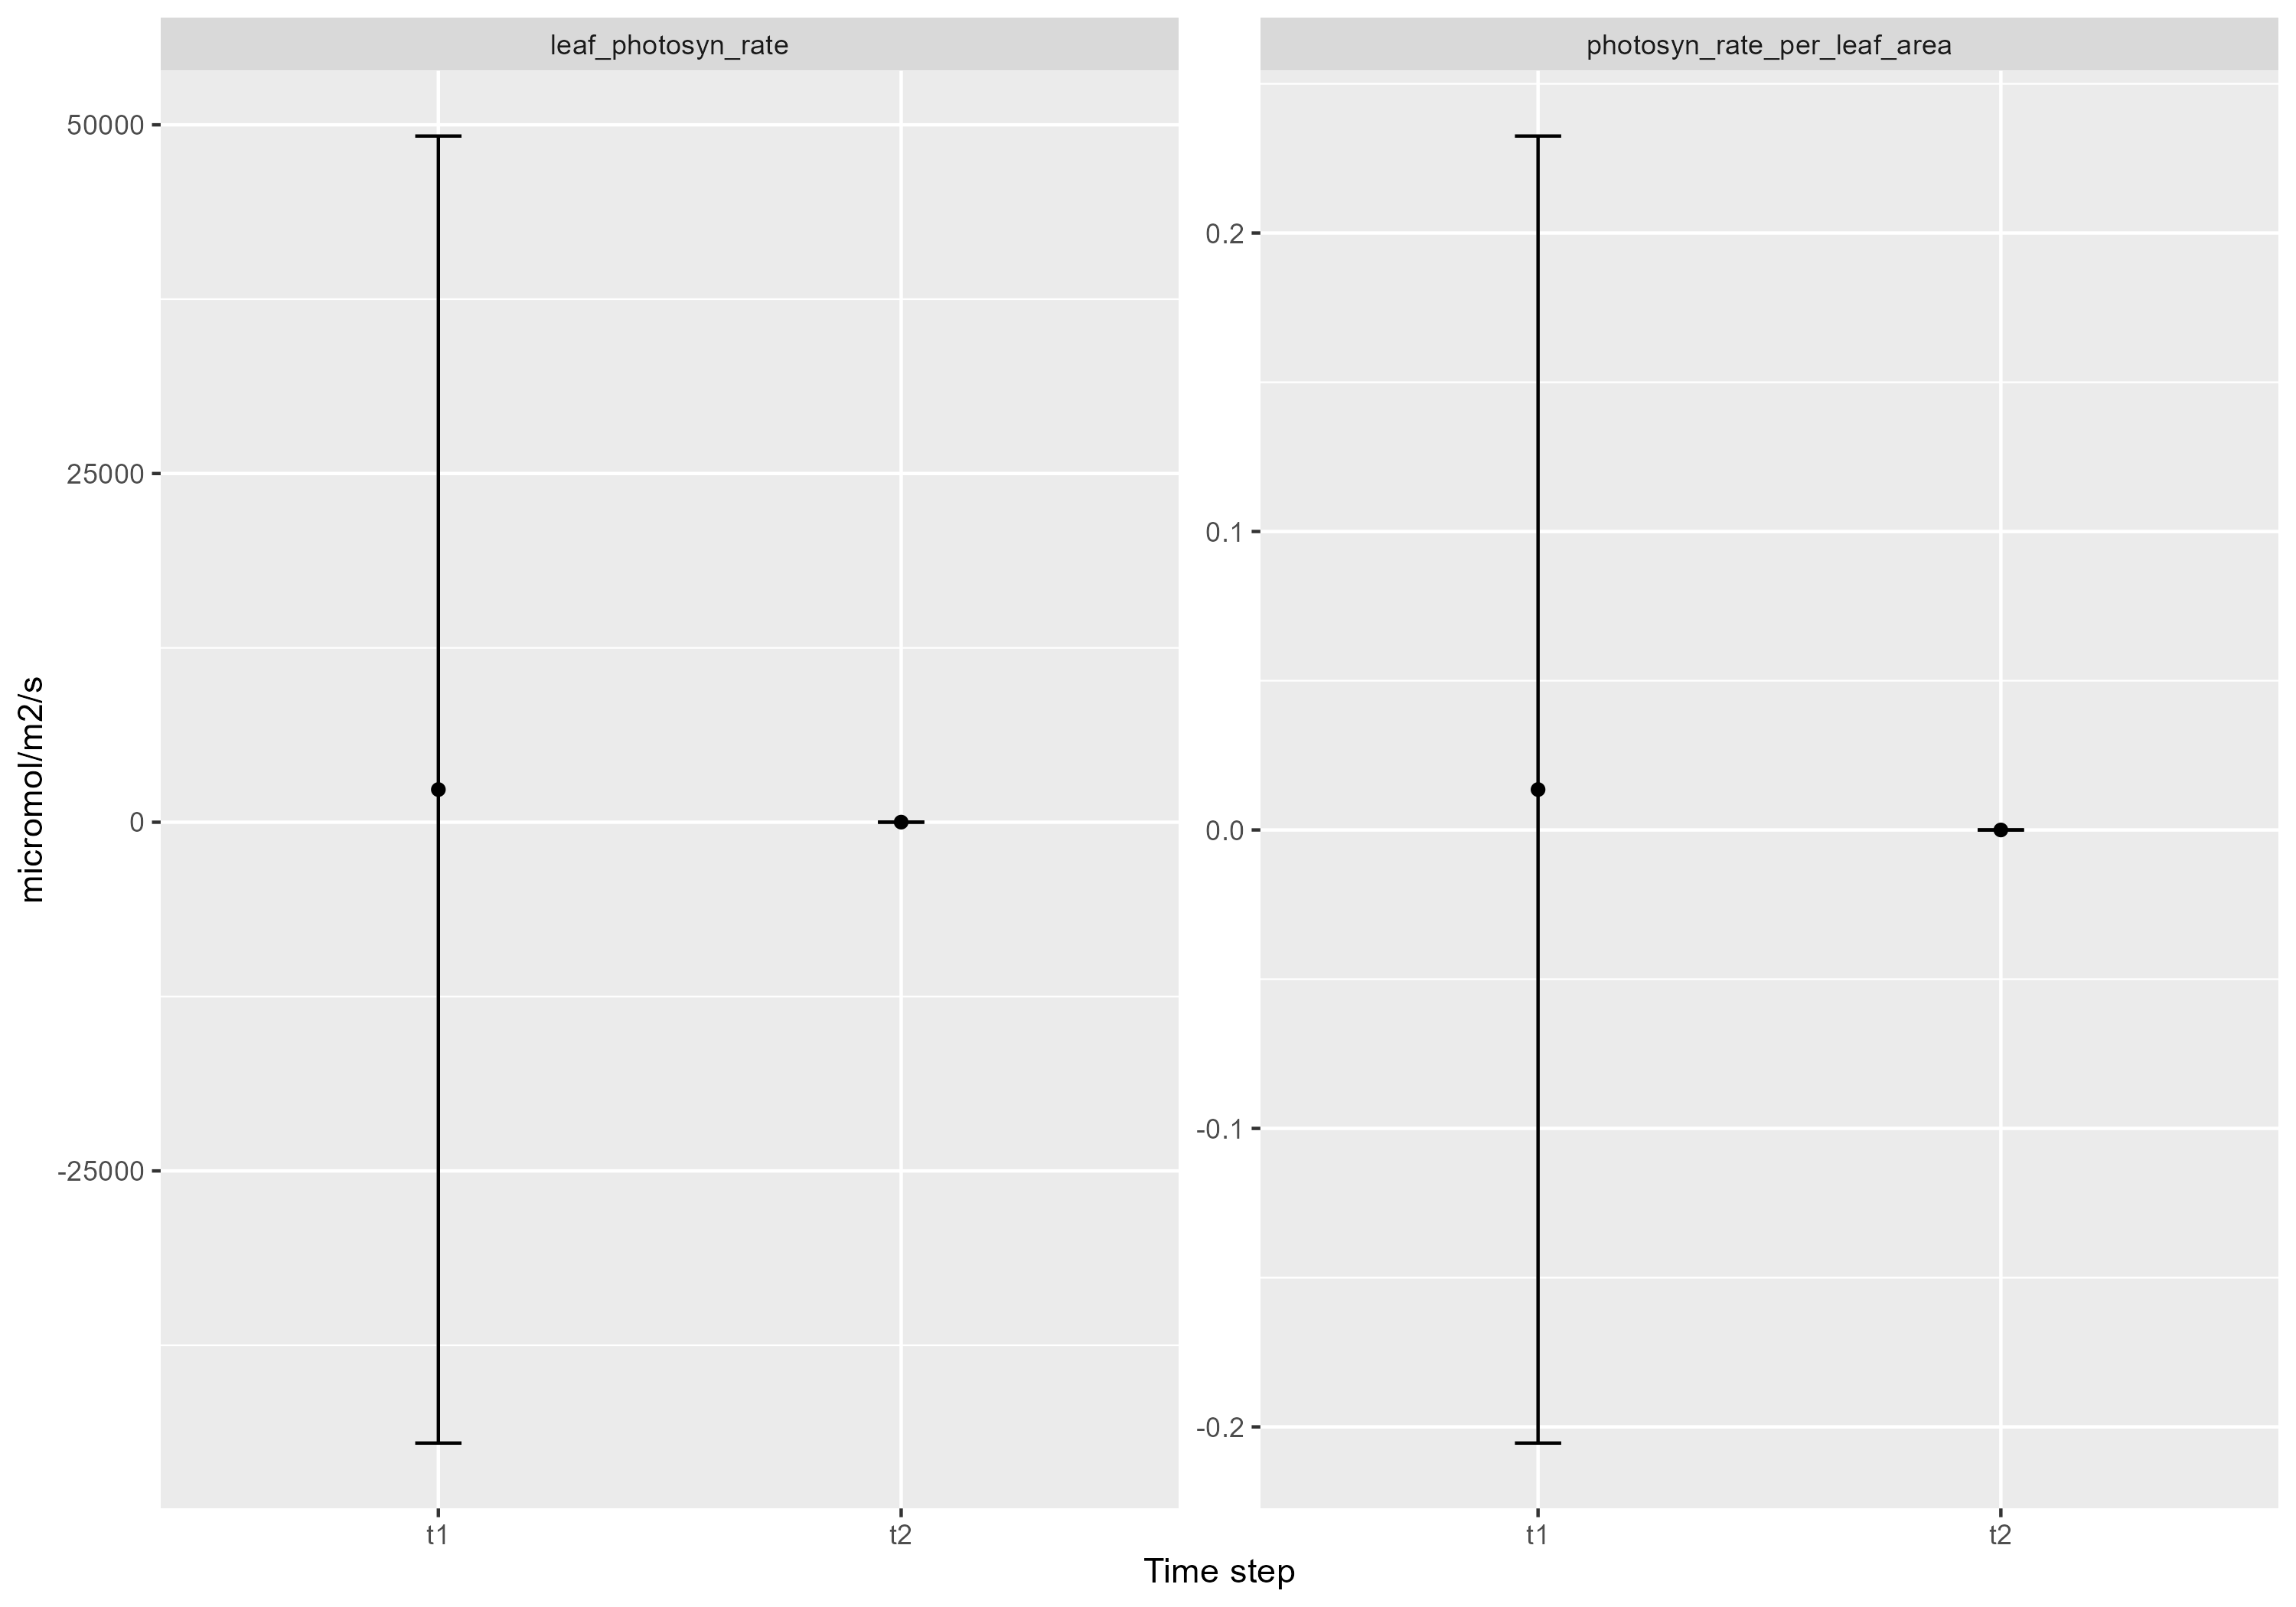 leaf_photosyn_rate
photosyn_rate_per_leaf_area
micromol/m2/s
50000
25000
0
-25000
0.2
0.1
0.0
-0.1
-0.2
t1
t2
t1
t2
Time step